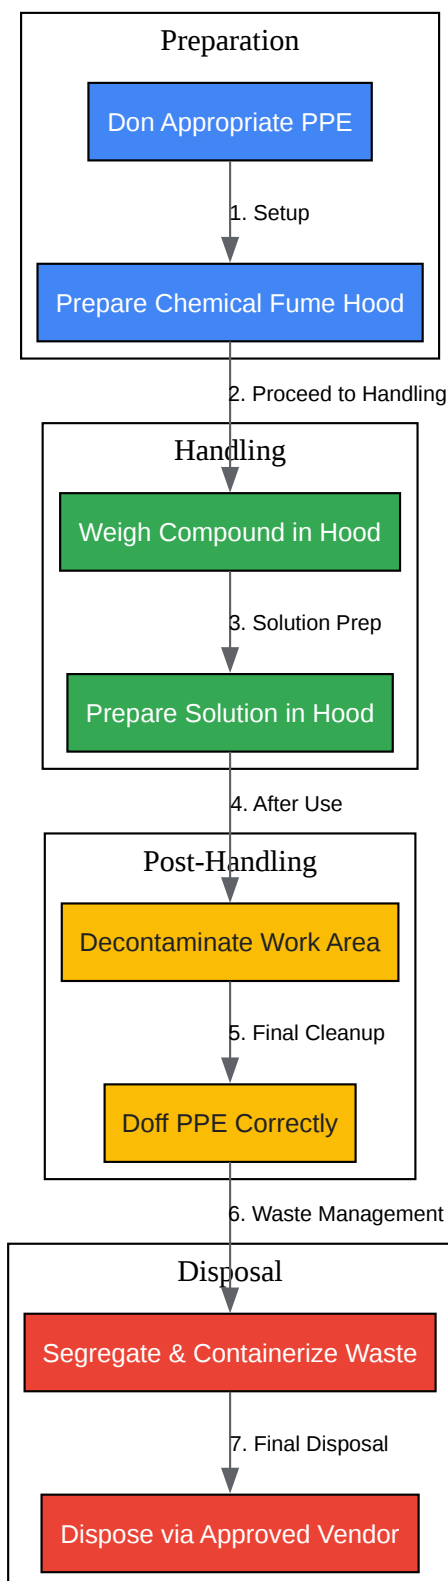 Preparation
Don Appropriate PPE
1. Setup
Prepare Chemical Fume Hood
2. Proceed to Handling
Handling
Weigh Compound in Hood
3. Solution Prep
Prepare Solution in Hood
4. After Use
Post-Handling
Decontaminate Work Area
5. Final Cleanup
Doff PPE Correctly
6. Waste Management
Disposal
Segregate & Containerize Waste
7. Final Disposal
Dispose via Approved Vendor